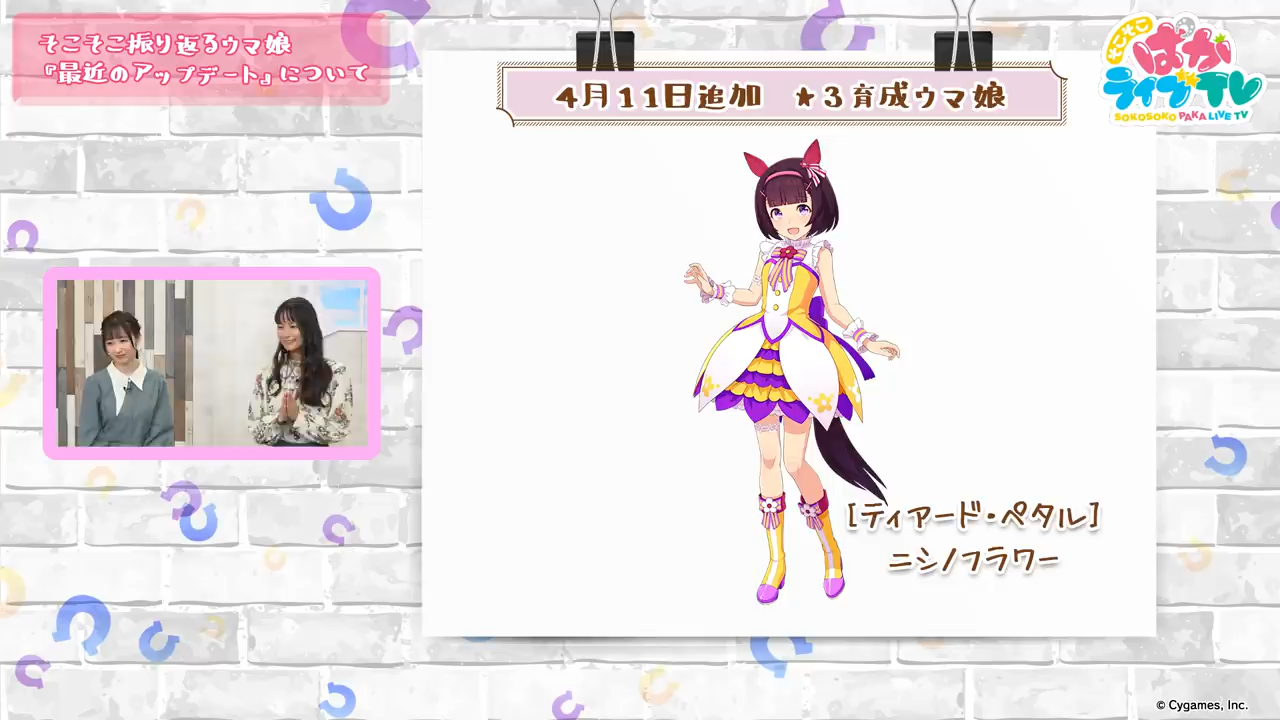 そこそこ振り返るウマ娘
『最近のアップデート』について
4月11日追加 ★3育成ウマ娘
そこそこ
ぱか
ライブTV
SOKOSOKO PAKA LIVE TV
[ティアード・ペタル]
ニシノフラワー
© Cygames, Inc.